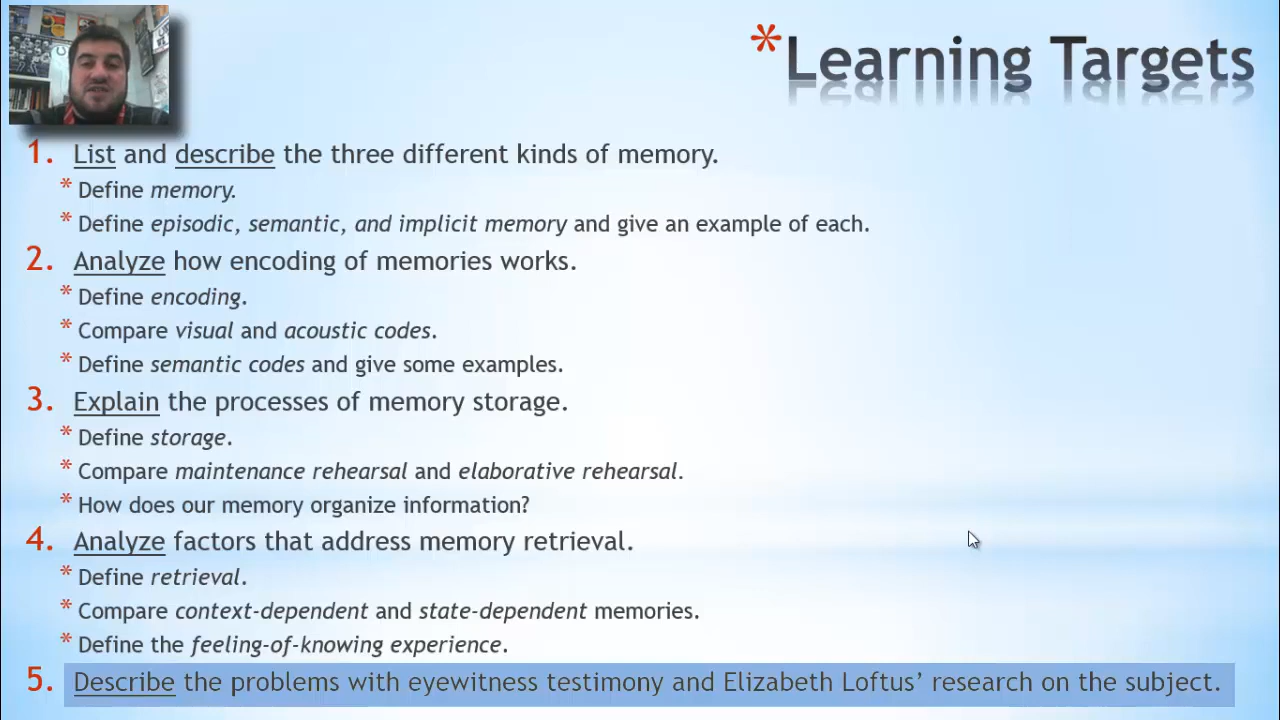 *Learning Targets
1. List and describe the three different kinds of memory.
* Define memory.
* Define episodic, semantic, and implicit memory and give an example of each.
2. Analyze how encoding of memories works.
* Define encoding.
* Compare visual and acoustic codes.
* Define semantic codes and give some examples.
3. Explain the processes of memory storage.
* Define storage.
* Compare maintenance rehearsal and elaborative rehearsal.
* How does our memory organize information?
4. Analyze factors that address memory retrieval.
* Define retrieval.
* Compare context-dependent and state-dependent memories.
* Define the feeling-of-knowing experience.
5. Describe the problems with eyewitness testimony and Elizabeth Loftus’ research on the subject.